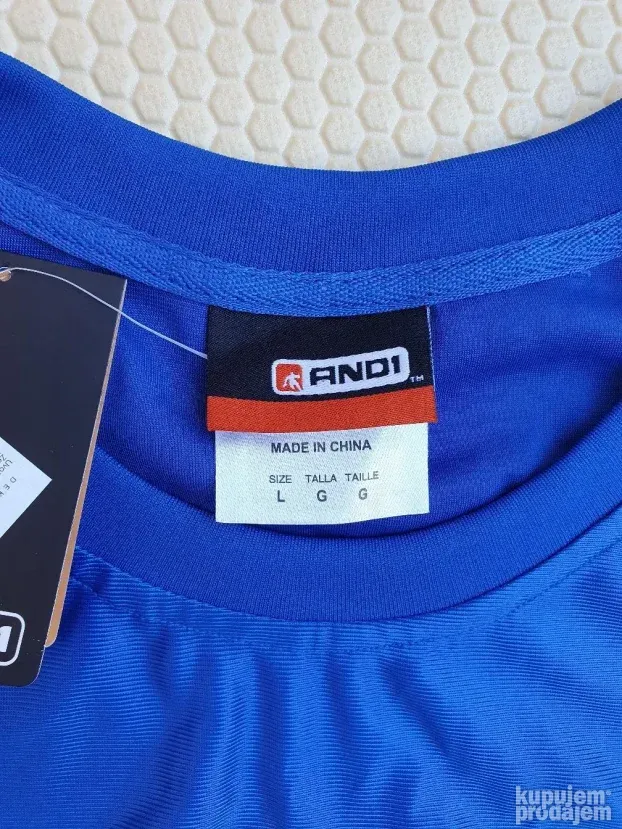 AND1 TM
MADE IN CHINA
SIZE TALLA TAILLE
L G G
kupujem
prodajem